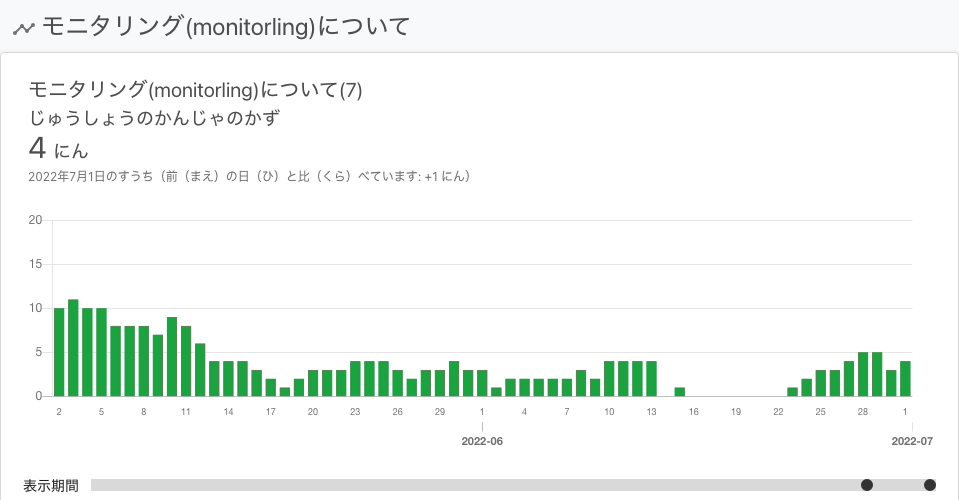 モニタリング(monitorling)について
モニタリング(monitorling)について(7)
じゅうしょうのかんじゃのかず
4 にん
2022年7月1日のすうち（前（まえ）の日（ひ）と比（くら）べています: +1 にん）
20
15
10
5
0
2 5 8 11 14 17 20 23 26 29 1 4 7 10 13 16 19 22 25 28 1
2022-06 2022-07
表示期間